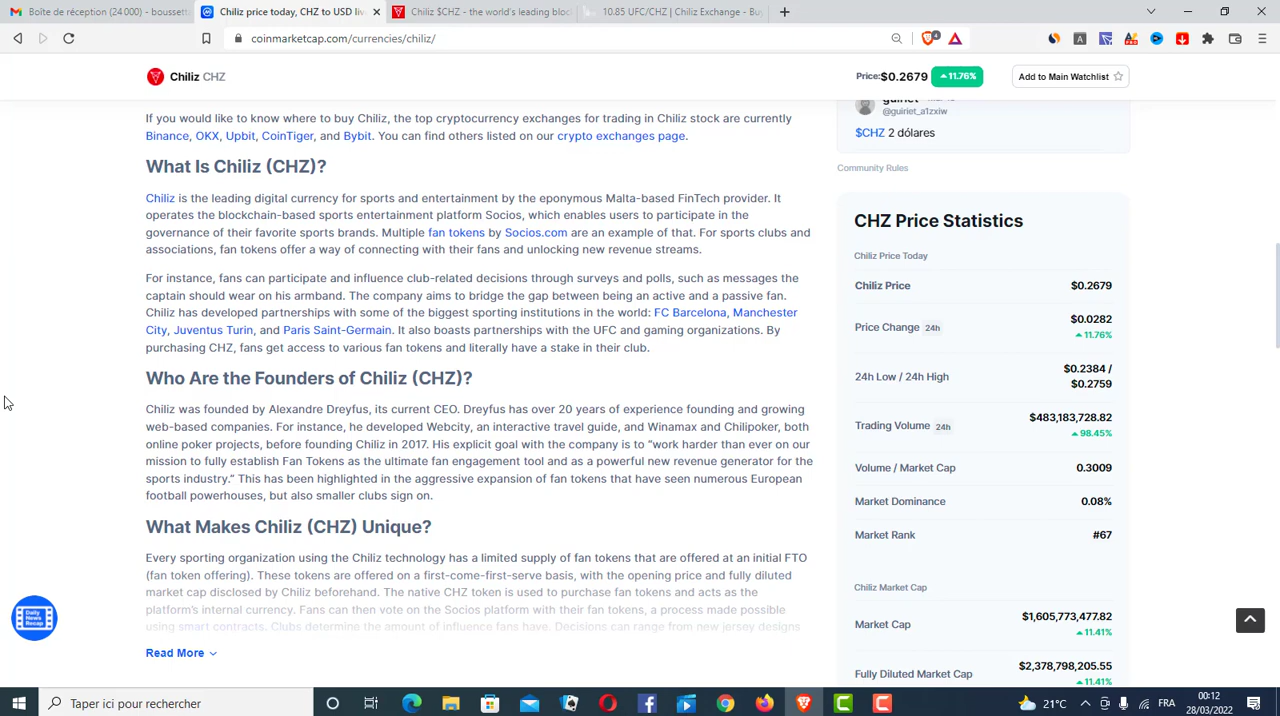 Boîte de réception (24 000) - bousset
Chiliz price today, CHZ to USD live
Chiliz $CHZ - the world's leading bloc
10.85 UFC/CHZ | Chiliz Exchange - Buy
coinmarketcap.com/currencies/chiliz/
4
Chiliz CHZ
Price:$0.2679 11.76%
Add to Main Watchlist
If you would like to know where to buy Chiliz, the top cryptocurrency exchanges for trading in Chiliz stock are currently
Binance, OKX, Upbit, CoinTiger, and Bybit. You can find others listed on our crypto exchanges page.
What Is Chiliz (CHZ)?
Chiliz is the leading digital currency for sports and entertainment by the eponymous Malta-based FinTech provider. It
operates the blockchain-based sports entertainment platform Socios, which enables users to participate in the
governance of their favorite sports brands. Multiple fan tokens by Socios.com are an example of that. For sports clubs and
associations, fan tokens offer a way of connecting with their fans and unlocking new revenue streams.
For instance, fans can participate and influence club-related decisions through surveys and polls, such as messages the
captain should wear on his armband. The company aims to bridge the gap between being an active and a passive fan.
Chiliz has developed partnerships with some of the biggest sporting institutions in the world: FC Barcelona, Manchester
City, Juventus Turin, and Paris Saint-Germain. It also boasts partnerships with the UFC and gaming organizations. By
purchasing CHZ, fans get access to various fan tokens and literally have a stake in their club.
Who Are the Founders of Chiliz (CHZ)?
Chiliz was founded by Alexandre Dreyfus, its current CEO. Dreyfus has over 20 years of experience founding and growing
web-based companies. For instance, he developed Webcity, an interactive travel guide, and Winamax and Chilipoker, both
online poker projects, before founding Chiliz in 2017. His explicit goal with the company is to “work harder than ever on our
mission to fully establish Fan Tokens as the ultimate fan engagement tool and as a powerful new revenue generator for the
sports industry.” This has been highlighted in the aggressive expansion of fan tokens that have seen numerous European
football powerhouses, but also smaller clubs sign on.
What Makes Chiliz (CHZ) Unique?
Every sporting organization using the Chiliz technology has a limited supply of fan tokens that are offered at an initial FTO
(fan token offering). These tokens are offered on a first-come-first-serve basis, with the opening price and fully diluted
market cap disclosed by Chiliz beforehand. The native CHZ token is used to purchase fan tokens and acts as the
platform's internal currency. Fans can then vote on the Socios platform with their fan tokens, a process made possible
using smart contracts. Clubs determine the amount of influence fans have. Decisions can range from new jersey designs
Read More
Daily
News
Recap
guiriet
@guiriet_a1zxiw
$CHZ 2 dólares
Community Rules
CHZ Price Statistics
Chiliz Price Today
Chiliz Price $0.2679
Price Change 24h $0.0282
11.76%
24h Low / 24h High $0.2384 /
$0.2759
Trading Volume 24h $483,183,728.82
98.45%
Volume / Market Cap 0.3009
Market Dominance 0.08%
Market Rank #67
Chiliz Market Cap
Market Cap $1,605,773,477.82
11.41%
Fully Diluted Market Cap $2,378,798,205.55
11.41%
Taper ici pour rechercher
21°C
FRA
00:12
28/03/2022